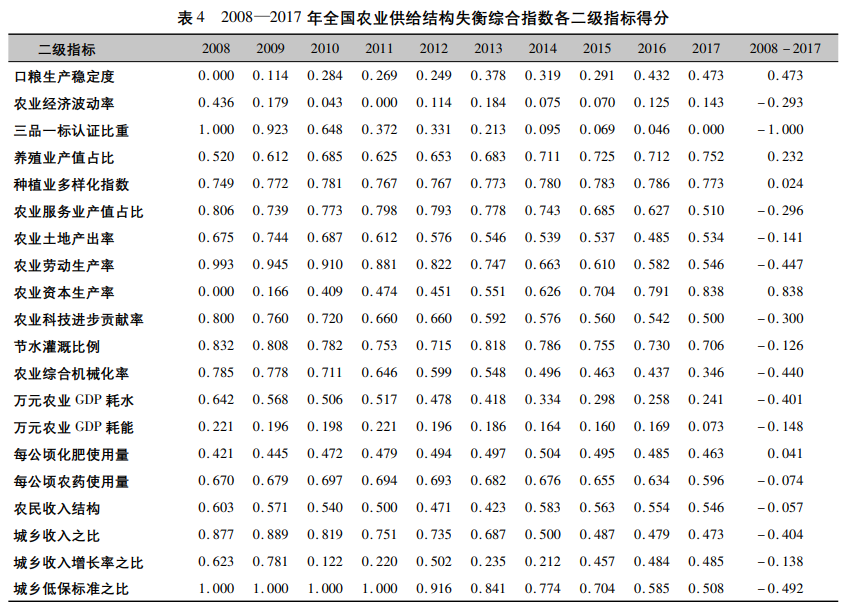 表 4 2008—2017 年全国农业供给结构失衡综合指数各二级指标得分
二级指标 2008 2009 2010 2011 2012 2013 2014 2015 2016 2017 2008-2017
口粮生产稳定度 0.000 0.114 0.284 0.269 0.249 0.378 0.319 0.291 0.432 0.473 0.473
农业经济波动率 0.436 0.179 0.043 0.000 0.114 0.184 0.075 0.070 0.125 0.143 -0.293
三品一标认证比重 1.000 0.923 0.648 0.372 0.331 0.213 0.095 0.069 0.046 0.000 -1.000
养殖业产值占比 0.520 0.612 0.685 0.625 0.653 0.683 0.711 0.725 0.712 0.752 0.232
种植业多样化指数 0.749 0.772 0.781 0.767 0.767 0.773 0.780 0.783 0.786 0.773 0.024
农业服务业产值占比 0.806 0.739 0.773 0.798 0.793 0.778 0.743 0.685 0.627 0.510 -0.296
农业土地产出率 0.675 0.744 0.687 0.612 0.576 0.546 0.539 0.537 0.485 0.534 -0.141
农业劳动生产率 0.993 0.945 0.910 0.881 0.822 0.747 0.663 0.610 0.582 0.546 -0.447
农业资本生产率 0.000 0.166 0.409 0.474 0.451 0.551 0.626 0.704 0.791 0.838 0.838
农业科技进步贡献率 0.800 0.760 0.720 0.660 0.660 0.592 0.576 0.560 0.542 0.500 -0.300
节水灌溉比例 0.832 0.808 0.782 0.753 0.715 0.818 0.786 0.755 0.730 0.706 -0.126
农业综合机械化率 0.785 0.778 0.711 0.646 0.599 0.548 0.496 0.463 0.437 0.346 -0.440
万元农业 GDP 耗水 0.642 0.568 0.506 0.517 0.478 0.418 0.334 0.298 0.258 0.241 -0.401
万元农业 GDP 耗能 0.221 0.196 0.198 0.221 0.196 0.186 0.164 0.160 0.169 0.073 -0.148
每公顷化肥使用量 0.421 0.445 0.472 0.479 0.494 0.497 0.504 0.495 0.485 0.463 0.041
每公顷农药使用量 0.670 0.679 0.697 0.694 0.693 0.682 0.676 0.655 0.634 0.596 -0.074
农民收入结构 0.603 0.571 0.540 0.500 0.471 0.423 0.583 0.563 0.554 0.546 -0.057
城乡收入之比 0.877 0.889 0.819 0.751 0.735 0.687 0.500 0.487 0.479 0.473 -0.404
城乡收入增长率之比 0.623 0.781 0.122 0.220 0.502 0.235 0.212 0.457 0.484 0.485 -0.138
城乡低保标准之比 1.000 1.000 1.000 1.000 0.916 0.841 0.774 0.704 0.585 0.508 -0.492